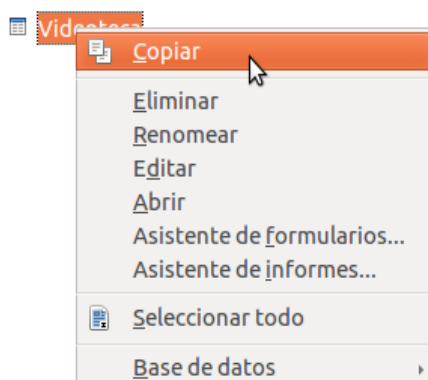 Videoteca
Copiar
Eliminar
Renomear
Editar
Abrir
Asistente de formularios...
Asistente de informes...
Seleccionar todo
Base de datos